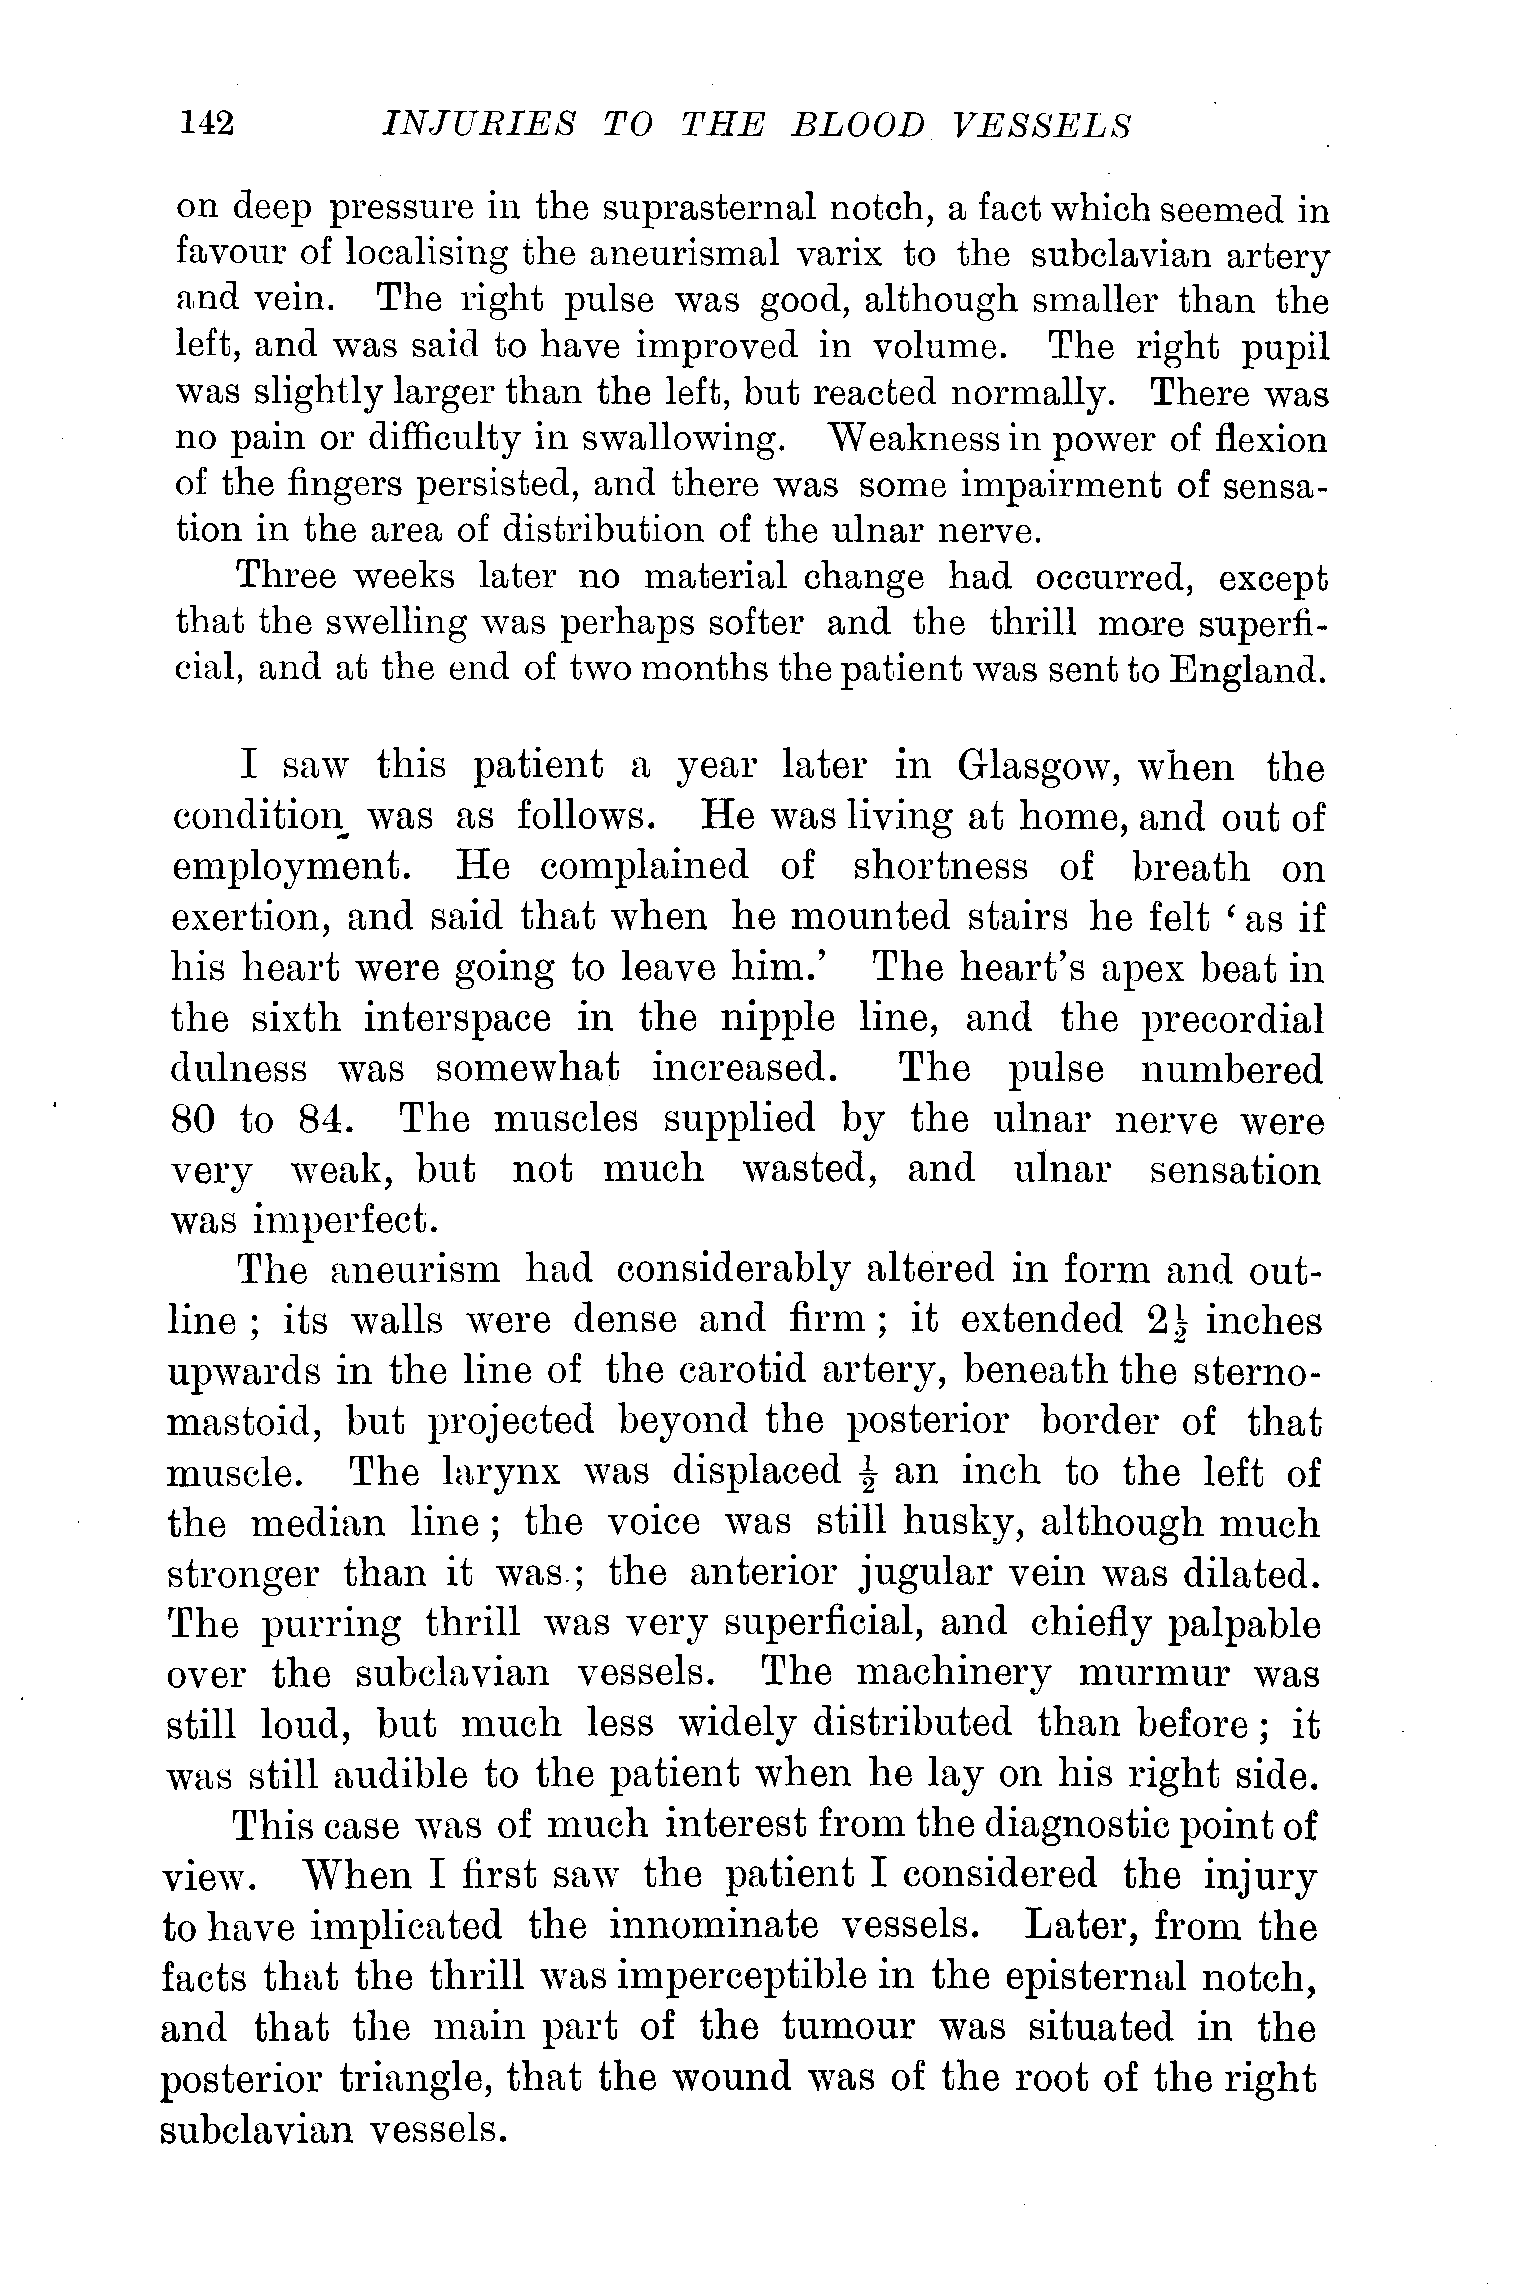 142 INJURIES TO THE BLOOD VESSELS
on deep pressure in the suprasternal notch, a fact which seemed in
favour of localising the aneurismal varix to the subclavian artery
and vein. The right pulse was good, although smaller than the
left, and was said to have improved in volume. The right pupil
was slightly larger than the left, but reacted normally. There was
no pain or difficulty in swallowing. Weakness in power of flexion
of the fingers persisted, and there was some impairment of sensa-
tion in the area of distribution of the ulnar nerve.
Three weeks later no material change had occurred, except
that the swelling was perhaps softer and the thrill more superfi-
cial, and at the end of two months the patient was sent to England.
I saw this patient a year later in Glasgow, when the
condition was as follows. He was living at home, and out of
employment. He complained of shortness of breath on
exertion, and said that when he mounted stairs he felt ‘as if
his heart were going to leave him.’ The heart's apex beat in
the sixth interspace in the nipple line, and the precordial
dulness was somewhat increased. The pulse numbered
80 to 84. The muscles supplied by the ulnar nerve were
very weak, but not much wasted, and ulnar sensation
was imperfect.
The aneurism had considerably altered in form and out-
line ; its walls were dense and firm ; it extended 2½ inches
upwards in the line of the carotid artery, beneath the sterno-
mastoid, but projected beyond the posterior border of that
muscle. The larynx was displaced ½ an inch to the left of
the median line ; the voice was still husky, although much
stronger than it was ; the anterior jugular vein was dilated.
The purring thrill was very superficial, and chiefly palpable
over the subclavian vessels. The machinery murmur was
still loud, but much less widely distributed than before ; it
was still audible to the patient when he lay on his right side.
This case was of much interest from the diagnostic point of
view. When I first saw the patient I considered the injury
to have implicated the innominate vessels. Later, from the
facts that the thrill was imperceptible in the episternal notch,
and that the main part of the tumour was situated in the
posterior triangle, that the wound was of the root of the right
subclavian vessels.